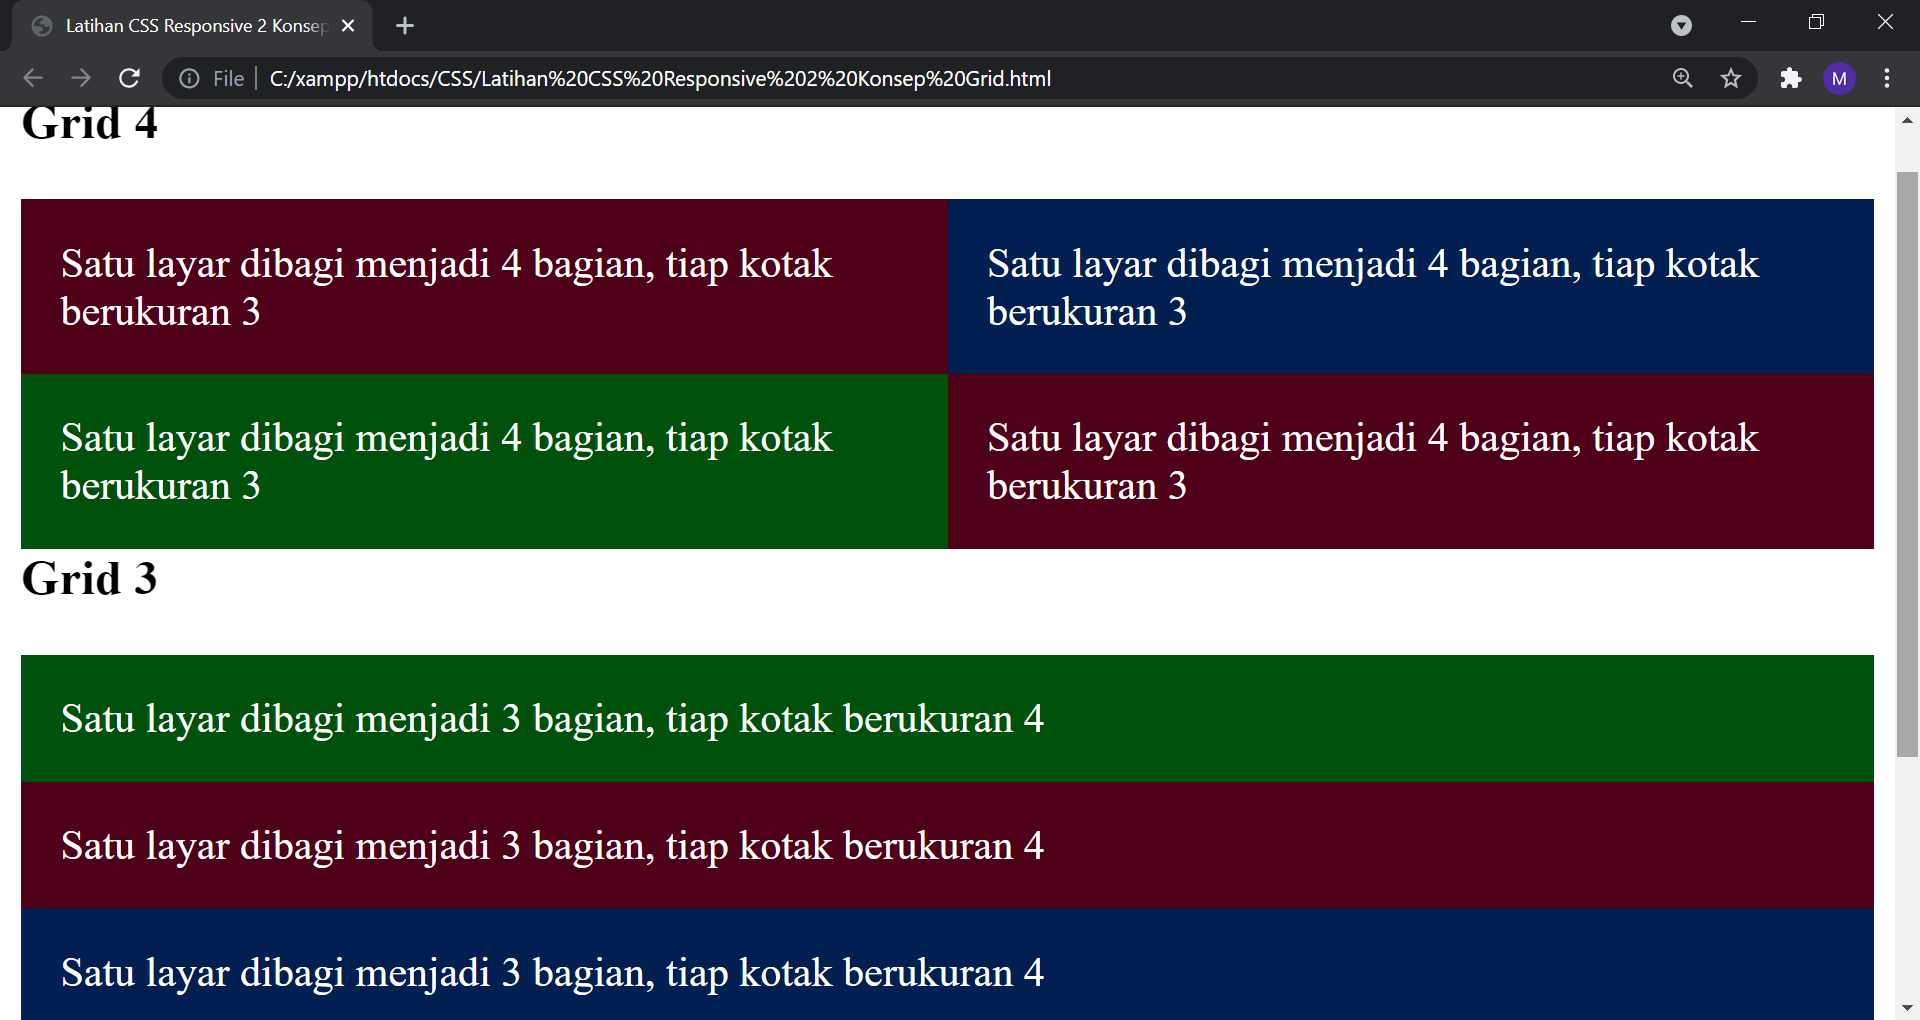 Latihan CSS Responsive 2 Konsep
File
C:/xampp/htdocs/CSS/Latihan%20CSS%20Responsive%202%20Konsep%20Grid.html
M
Grid 4
Satu layar dibagi menjadi 4 bagian, tiap kotak
berukuran 3
Satu layar dibagi menjadi 4 bagian, tiap kotak
berukuran 3
Satu layar dibagi menjadi 4 bagian, tiap kotak
berukuran 3
Satu layar dibagi menjadi 4 bagian, tiap kotak
berukuran 3
Grid 3
Satu layar dibagi menjadi 3 bagian, tiap kotak berukuran 4
Satu layar dibagi menjadi 3 bagian, tiap kotak berukuran 4
Satu layar dibagi menjadi 3 bagian, tiap kotak berukuran 4